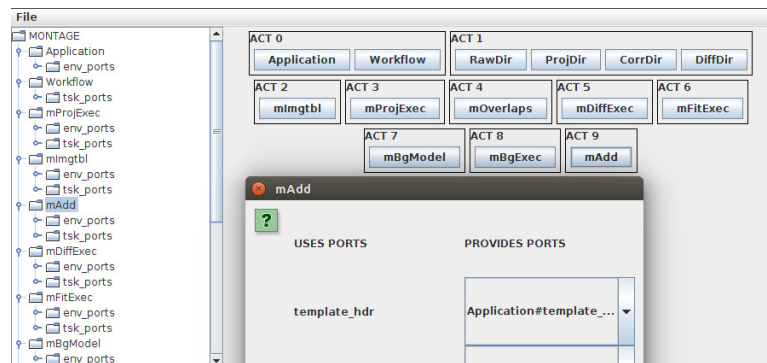 File
MONTAGE
Application
env_ports
Workflow
tsk_ports
mProjExec
env_ports
tsk_ports
mImgtbl
env_ports
tsk_ports
mAdd
env_ports
tsk_ports
mDiffExec
env_ports
tsk_ports
mFitExec
env_ports
tsk_ports
mBgModel
env_ports
ACT 0 ACT 1
Application Workflow RawDir ProjDir CorrDir DiffDir
ACT 2 ACT 3 ACT 4 ACT 5 ACT 6
mImgtbl mProjExec mOverlaps mDiffExec mFitExec
ACT 7 ACT 8 ACT 9
mBgModel mBgExec mAdd
mAdd
?
USES PORTS PROVIDES PORTS
template_hdr Application#template_...